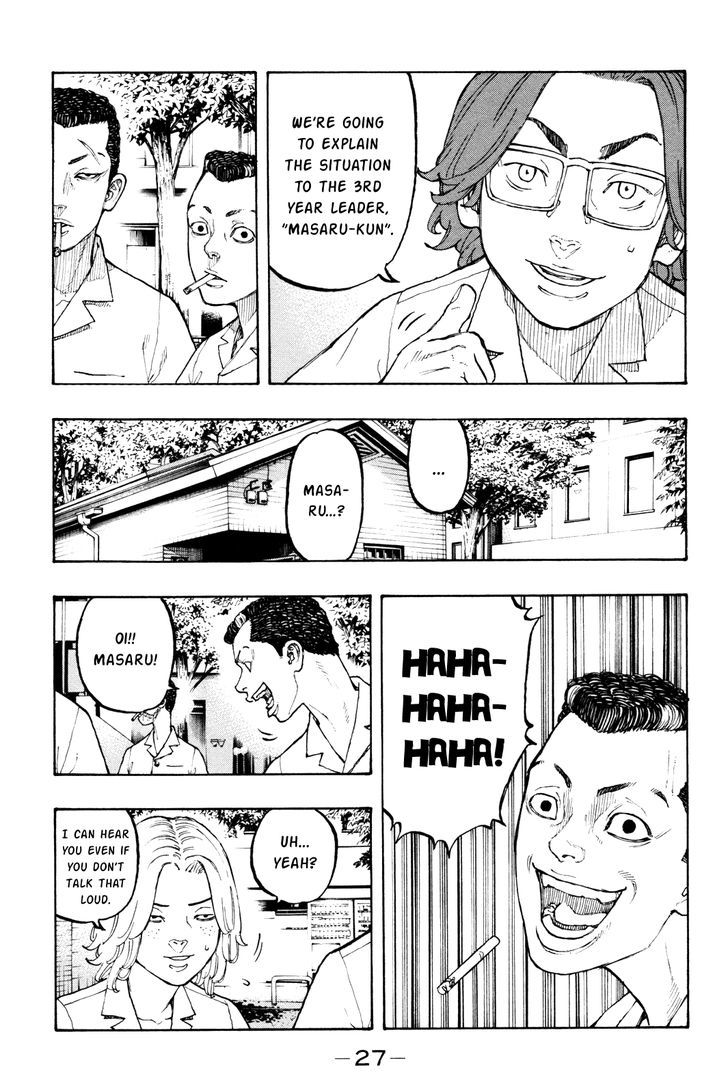 WE'RE GOING
TO EXPLAIN
THE SITUATION
TO THE 3RD
YEAR LEADER,
"MASARU-KUN".
...
MASA-
RU...?
HAHA-
HAHA-
HAHA!
OI!!
MASARU!
UH...
YEAH?
I CAN HEAR
YOU EVEN IF
YOU DON'T
TALK THAT
LOUD.
—27—